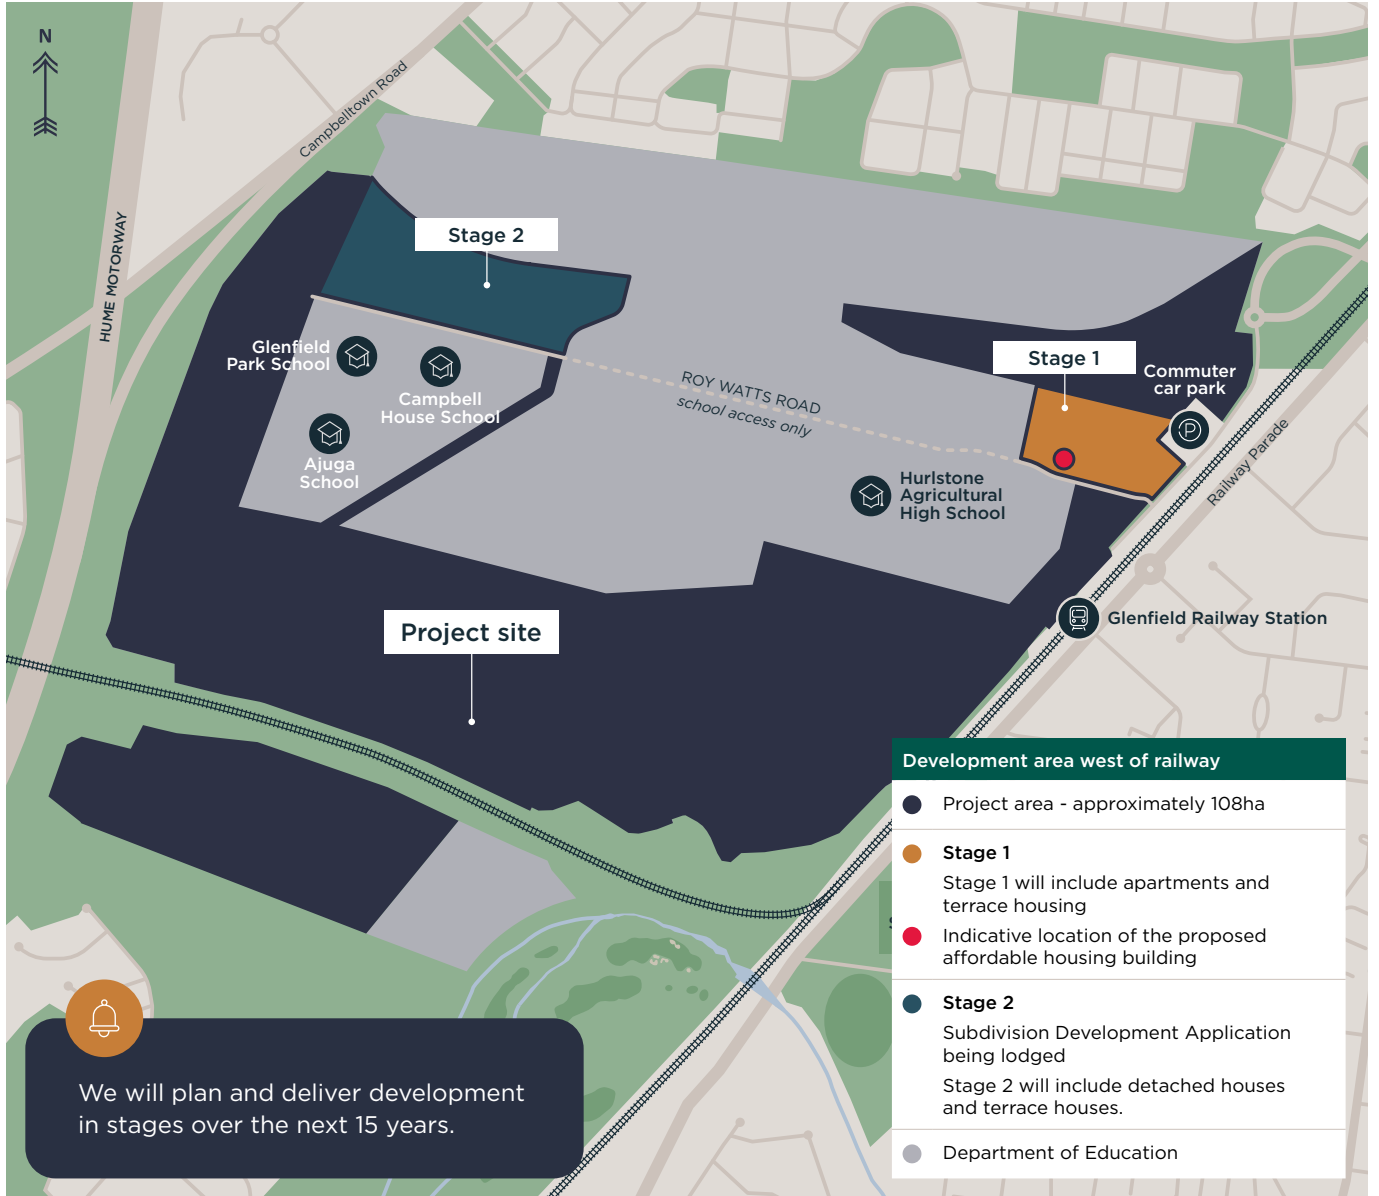 N
Campbelltown Road
HUME MOTORWAY
Stage 2
Glenfield
Park School
Campbell
House School
Ajuga
School
ROY WATTS ROAD
school access only
Stage 1
Commuter
car park
P
Railway Parade
Hurlstone
Agricultural
High School
Glenfield Railway Station
Project site
Development area west of railway
Project area - approximately 108ha
Stage 1
Stage 1 will include apartments and
terrace housing
Indicative location of the proposed
affordable housing building
Stage 2
Subdivision Development Application
being lodged
Stage 2 will include detached houses
and terrace houses.
Department of Education
We will plan and deliver development
in stages over the next 15 years.